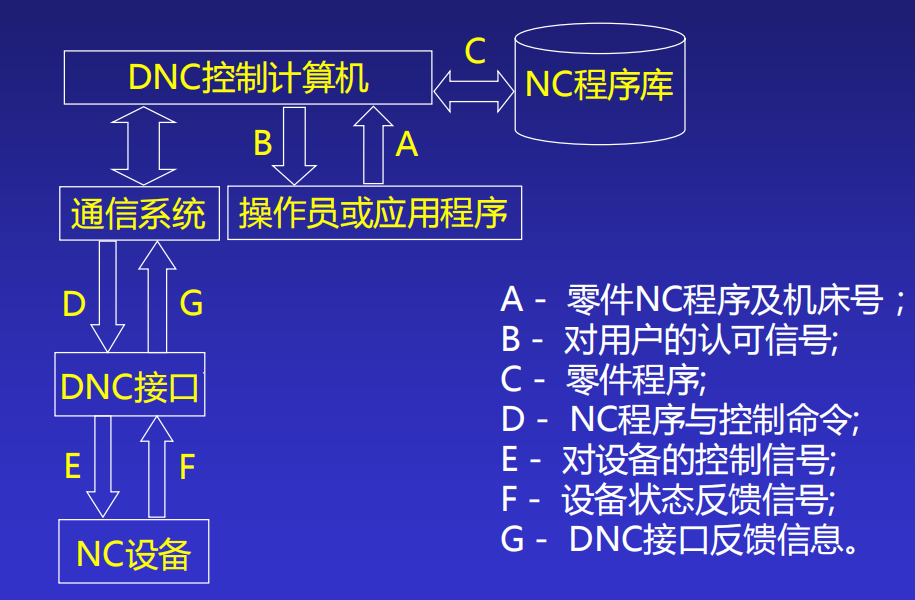 C
DNC控制计算机
NC程序库
B
A
通信系统
操作员或应用程序
D
G
DNC接口
E
F
NC设备
A - 零件NC程序及机床号;
B - 对用户的认可信号;
C - 零件程序;
D - NC程序与控制命令;
E - 对设备的控制信号;
F - 设备状态反馈信号;
G - DNC接口反馈信息。